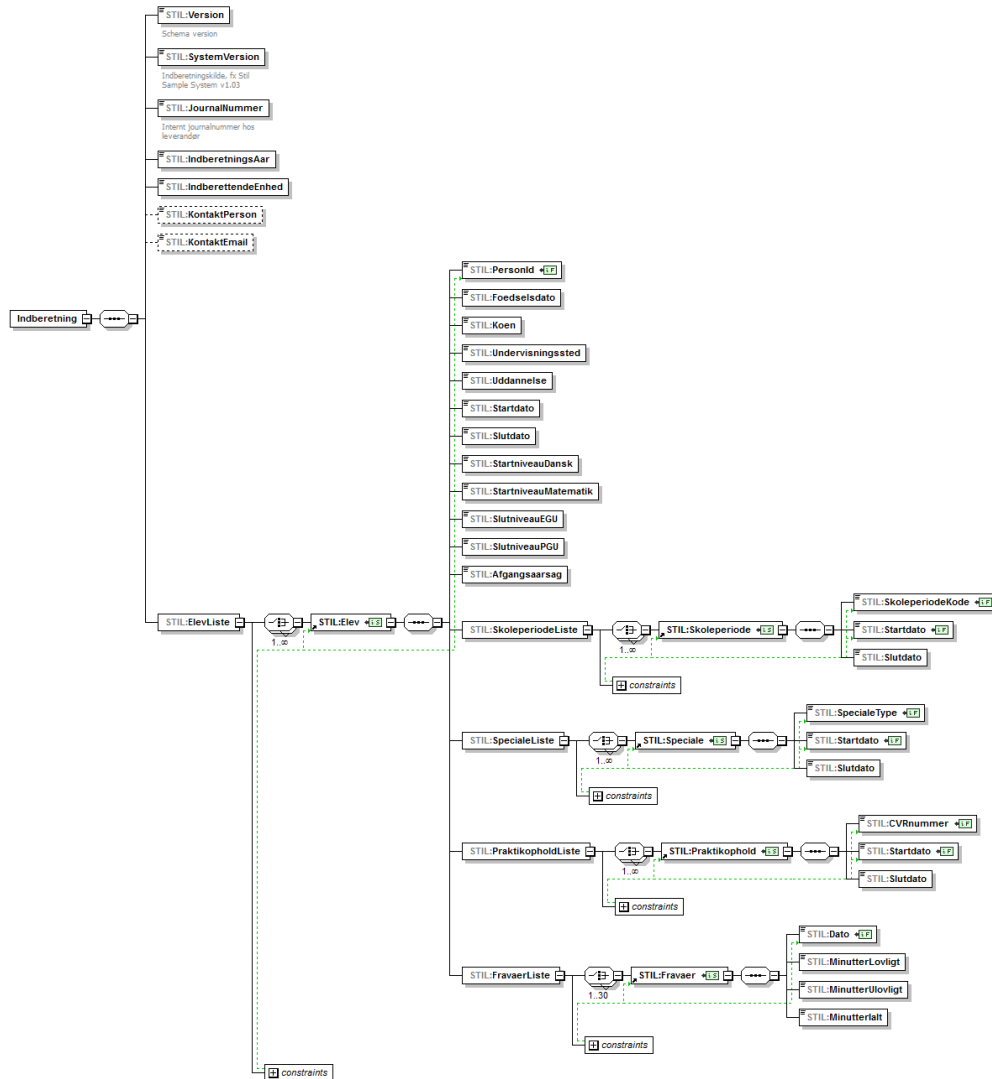 STIL:Version
Schema version
STIL:SystemVersion
Indberetningskilde, fx Stil
Sample System v1.03
STIL:JournalNummer
Internt journalnummer hos
leverandør
STIL:IndberetningsAar
STIL:IndberettendeEnhed
STIL:KontaktPerson
STIL:KontaktEmail
Indberetning
STIL:PersonId
STIL:Foedselsdato
STIL:Koen
STIL:Undervisningssted
STIL:Uddannelse
STIL:Startdato
STIL:Slutdato
STIL:StartniveauDansk
STIL:StartniveauMatematik
STIL:SlutniveauEGU
STIL:SlutniveauPGU
STIL:Afgangsaarsag
STIL:ElevListe
1..∞
STIL:Elev
STIL:SkoleperiodeListe
1..∞
STIL:Skoleperiode
STIL:SkoleperiodeKode
STIL:Startdato
STIL:Slutdato
constraints
STIL:SpecialeListe
1..∞
STIL:Speciale
STIL:SpecialeType
STIL:Startdato
STIL:Slutdato
constraints
STIL:PraktikopholdListe
1..∞
STIL:Praktikophold
STIL:CVRnummer
STIL:Startdato
STIL:Slutdato
constraints
STIL:FravaerListe
1..30
STIL:Fravaer
STIL:Dato
STIL:MinutterLovligt
STIL:MinutterUlovligt
STIL:MinutterIalt
constraints
constraints